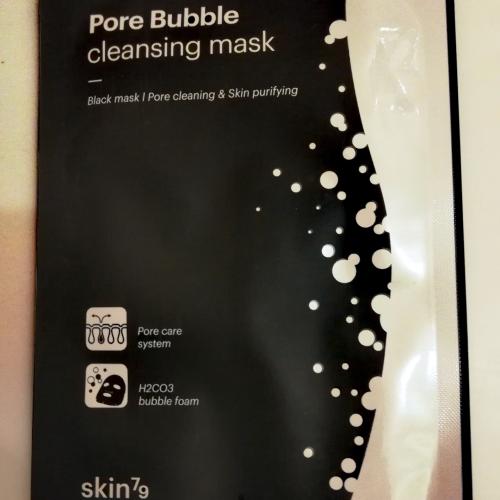 Pore Bubble
cleansing mask
Black mask I Pore cleaning & Skin purifying
Pore care
system
H2CO3
bubble foam
skin79